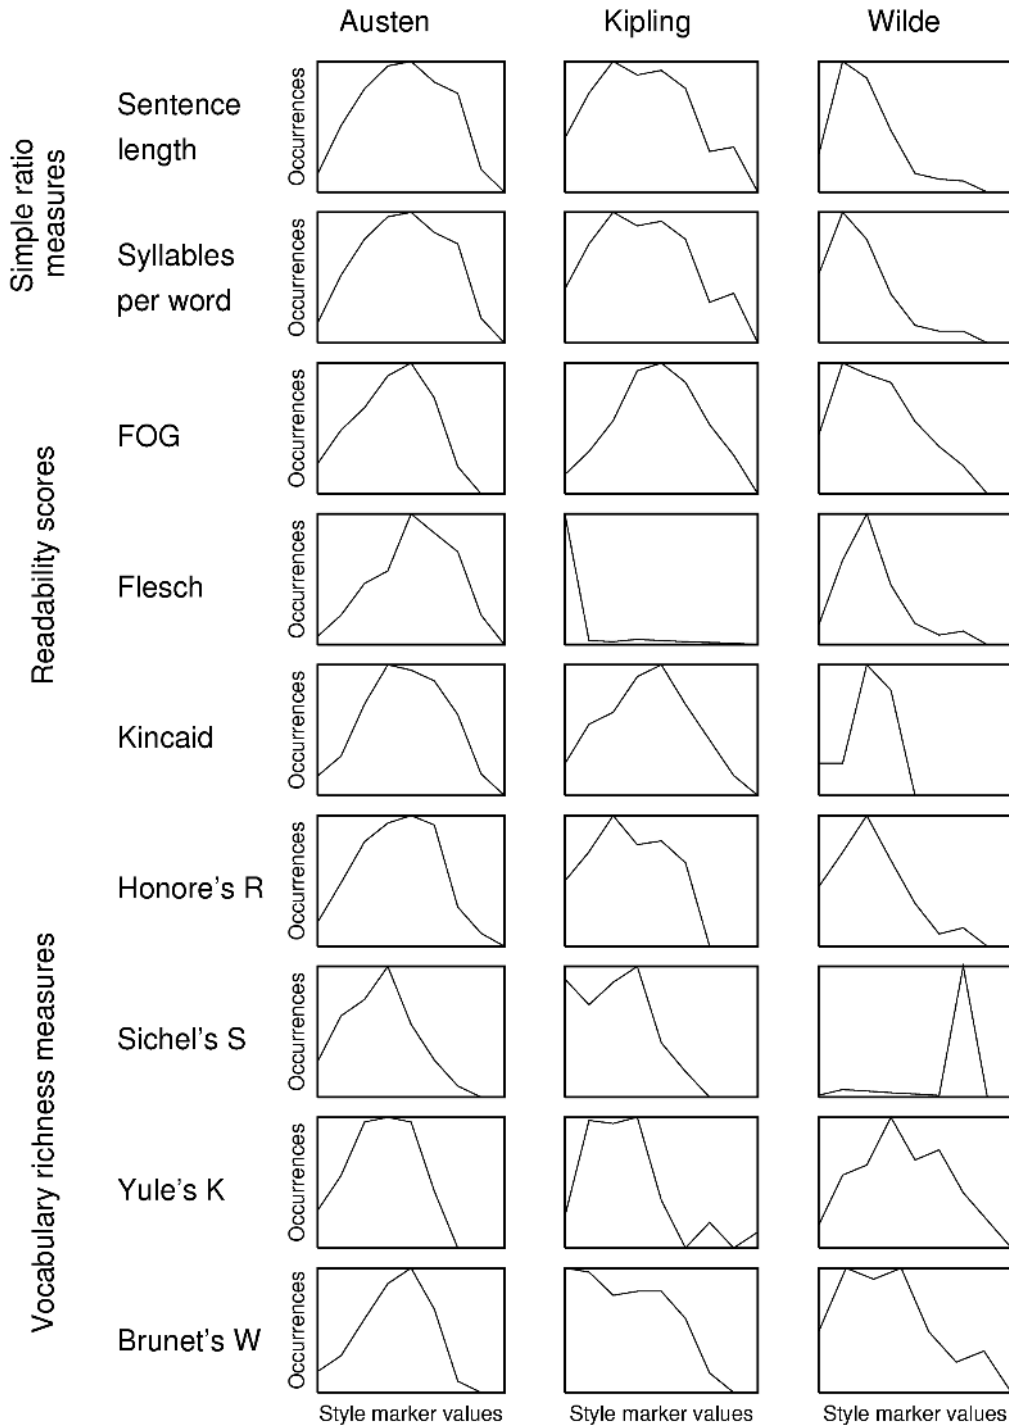 Austen Kipling Wilde
Simple ratio
measures
Sentence
length
Occurrences
Syllables
per word
Occurrences
Readability scores
FOG
Occurrences
Flesch
Occurrences
Kincaid
Occurrences
Vocabulary richness measures
Honore's R
Occurrences
Sichel's S
Occurrences
Yule's K
Occurrences
Brunet's W
Occurrences
Style marker values Style marker values Style marker values